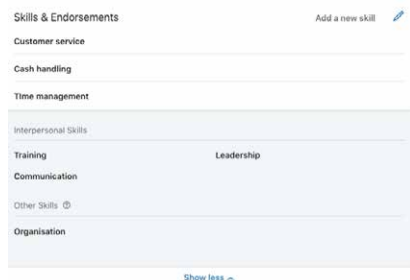 Skills & Endorsements Add a new skill
Customer service
Cash handling
Time management
Interpersonal Skills
Training Leadership
Communication
Other Skills
Organisation
Show less